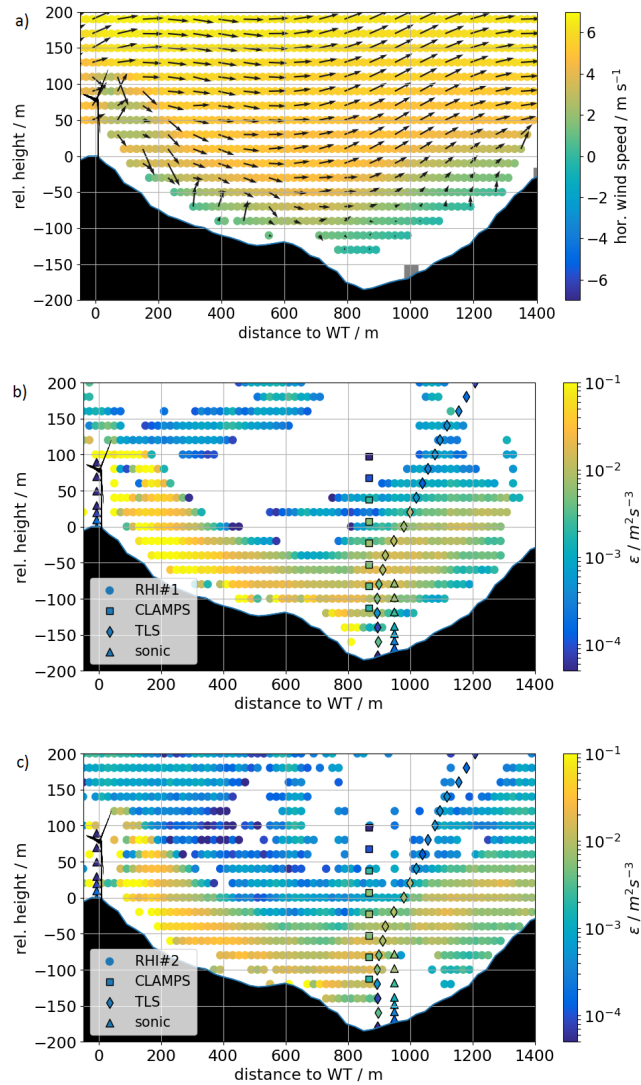 a)
200
150
100
50
0
−50
−100
−150
−200
−250
−300
rel. height / m
0 200 400 600 800 1000 1200 1400
distance to WT / m
6
4
2
0
−2
−4
−6
hor. wind speed / m s⁻¹
b)
200
150
100
50
0
−50
−100
−150
−200
rel. height / m
RHI#1
CLAMPS
TLS
sonic
0 200 400 600 800 1000 1200 1400
distance to WT / m
10⁻¹
10⁻²
10⁻³
10⁻⁴
ε / m²s⁻³
c)
200
150
100
50
0
−50
−100
−150
−200
rel. height / m
RHI#2
CLAMPS
TLS
sonic
0 200 400 600 800 1000 1200 1400
distance to WT / m
10⁻¹
10⁻²
10⁻³
10⁻⁴
ε / m²s⁻³